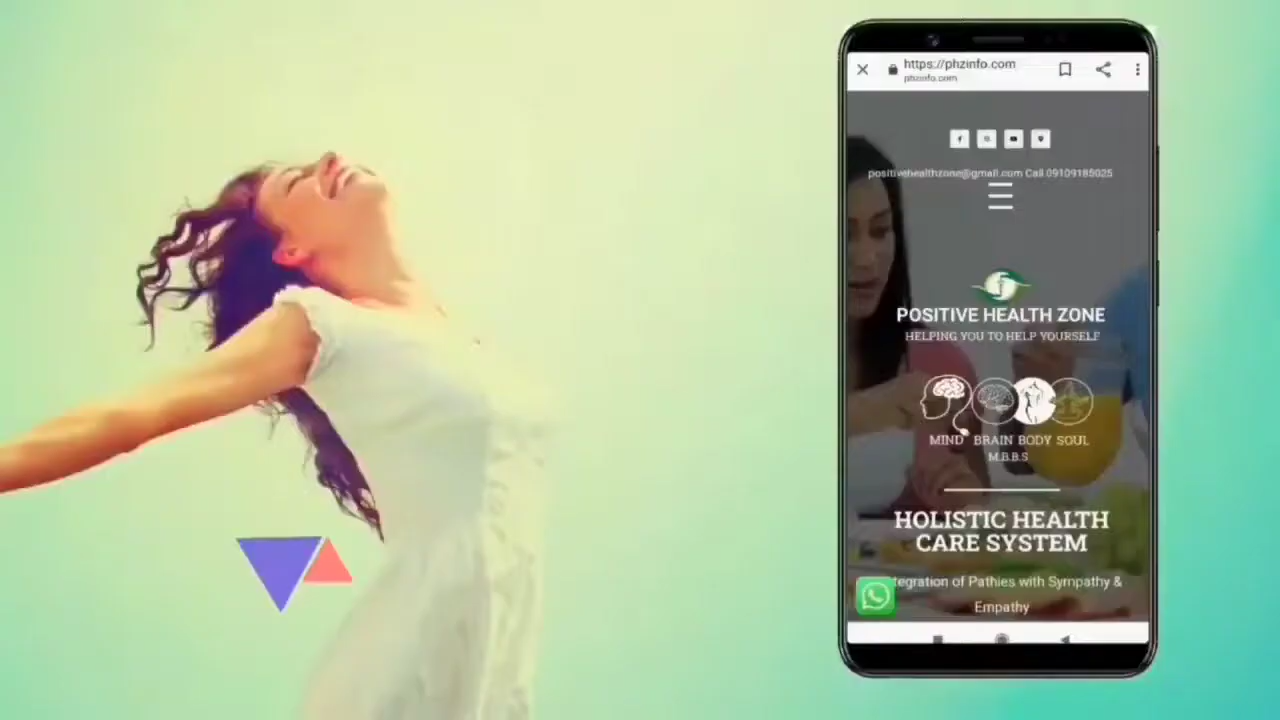 https://phzinfo.com
phzinfo.com
positivehealthzone@gmail.com Call 09109185025
POSITIVE HEALTH ZONE
HELPING YOU TO HELP YOURSELF
MIND BRAIN BODY SOUL
M.B.B.S
HOLISTIC HEALTH
CARE SYSTEM
tegration of Pathies with Sympathy &
Empathy